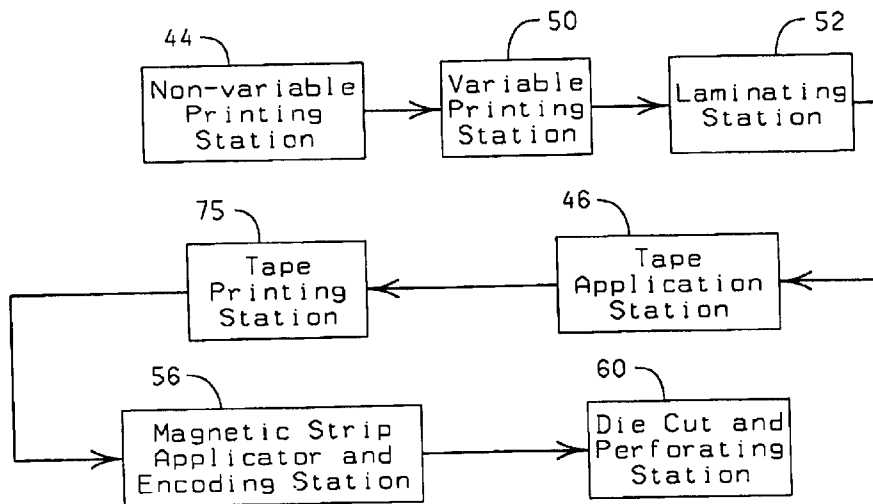 44
Non-variable
Printing
Station
50
Variable
Printing
Station
52
Laminating
Station
75
Tape
Printing
Station
46
Tape
Application
Station
56
Magnetic Strip
Applicator and
Encoding Station
60
Die Cut and
Perforating
Station